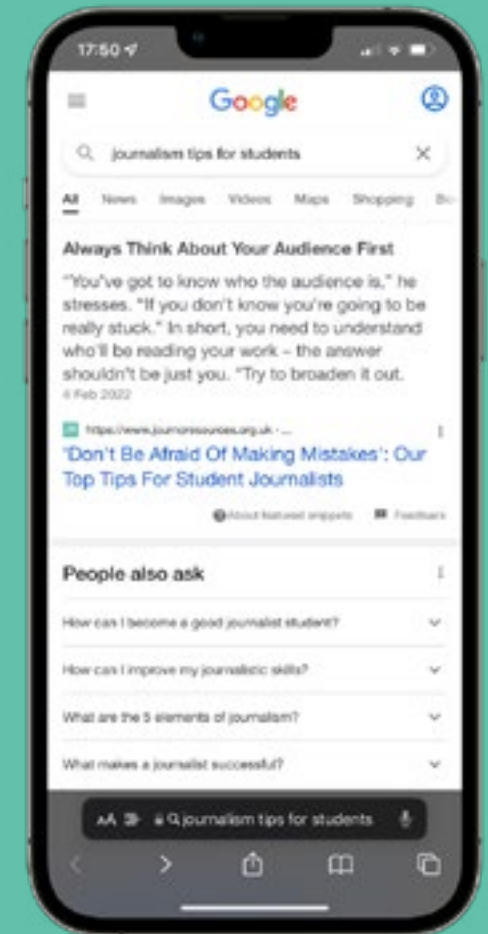 17:50
Google
journalism tips for students
All News Images Videos Maps Shopping
Always Think About Your Audience First
"You've got to know who the audience is," he
stresses. "If you don't know you're going to be
really stuck." In short, you need to understand
who'll be reading your work – the answer
shouldn't be just you. "Try to broaden it out.
6 Feb 2022
https://www.journoresources.org.uk › ...
'Don't Be Afraid Of Making Mistakes': Our
Top Tips For Student Journalists
About featured snippets Feedback
People also ask
How can I become a good journalist student?
How can I improve my journalistic skills?
What are the 5 elements of journalism?
What makes a journalist successful?
AA journalism tips for students